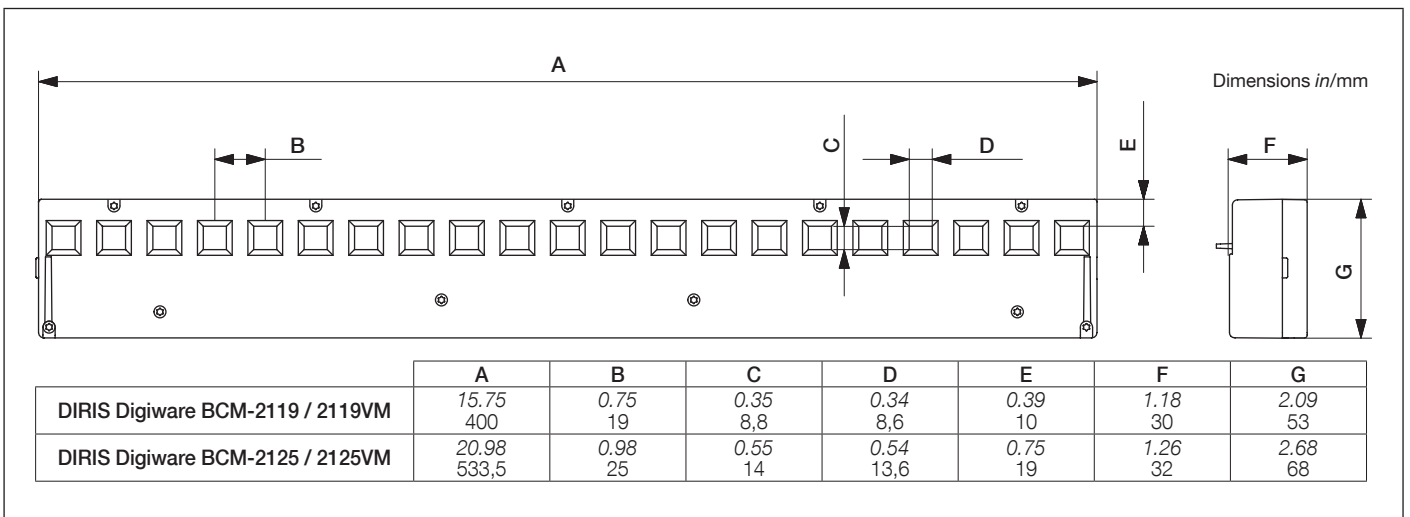 A
Dimensions in/mm
B
C
D
E
F
G
A B C D E F G
DIRIS Digiware BCM-2119 / 2119VM 15.75 0.75 0.35 0.34 0.39 1.18 2.09
400 19 8,8 8,6 10 30 53
DIRIS Digiware BCM-2125 / 2125VM 20.98 0.98 0.55 0.54 0.75 1.26 2.68
533,5 25 14 13,6 19 32 68